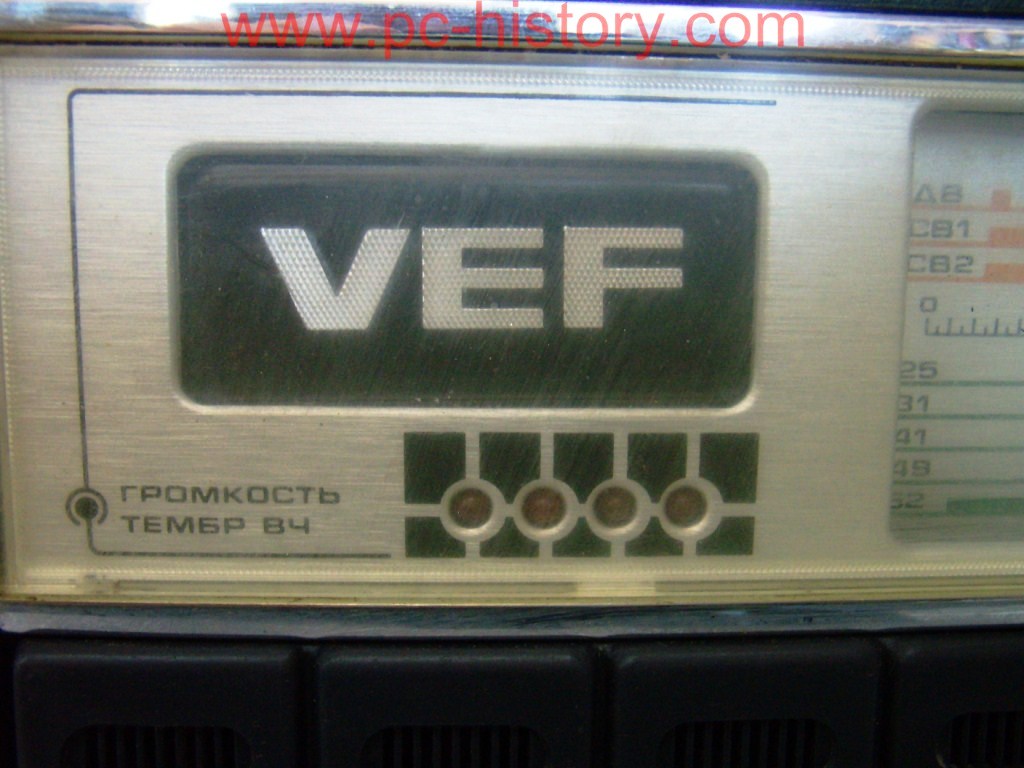 www.pc-history.com
VEF
ДВ
СВ1
СВ2
0
25
31
41
49
52
ГРОМКОСТЬ
ТЕМБР ВЧ